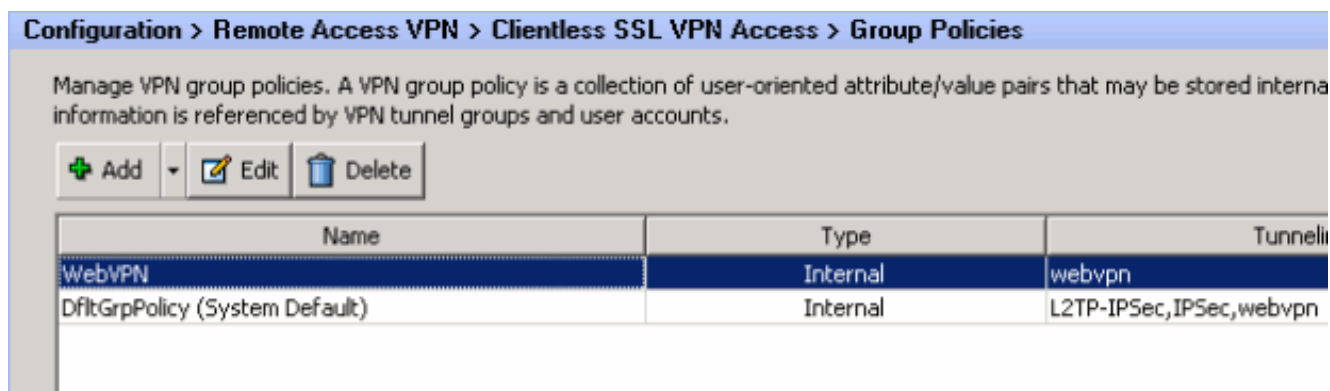 Configuration > Remote Access VPN > Clientless SSL VPN Access > Group Policies
Manage VPN group policies. A VPN group policy is a collection of user-oriented attribute/value pairs that may be stored interna
information is referenced by VPN tunnel groups and user accounts.
Add Edit Delete
Name Type Tunneli
WebVPN Internal webvpn
DfltGrpPolicy (System Default) Internal L2TP-IPSec,IPSec,webvpn